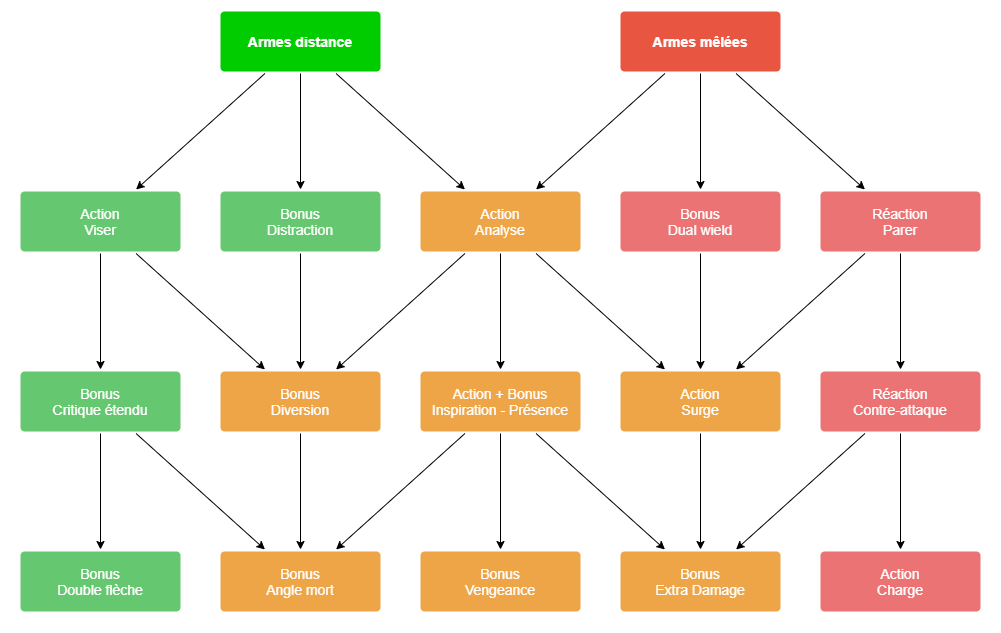 Armes distance
Armes mêlées
Action
Viser
Bonus
Distraction
Action
Analyse
Bonus
Dual wield
Réaction
Parer
Bonus
Critique étendu
Bonus
Diversion
Action + Bonus
Inspiration - Présence
Action
Surge
Réaction
Contre-attaque
Bonus
Double flèche
Bonus
Angle mort
Bonus
Vengeance
Bonus
Extra Damage
Action
Charge